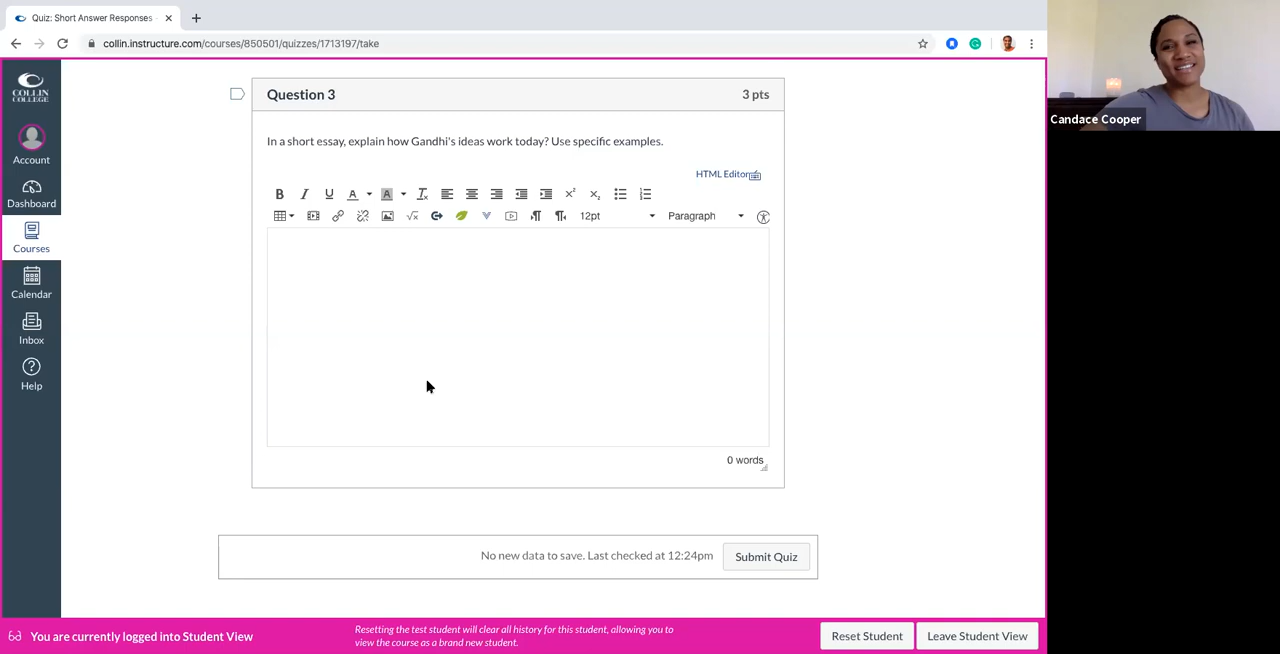 Quiz: Short Answer Responses
collin.instructure.com/courses/850501/quizzes/1713197/take
COLLIN
COLLEGE
Account
Dashboard
Courses
Calendar
Inbox
Help
Question 3
3 pts
In a short essay, explain how Gandhi's ideas work today? Use specific examples.
HTML Editor
12pt
Paragraph
0 words
No new data to save. Last checked at 12:24pm
Submit Quiz
You are currently logged into Student View
Resetting the test student will clear all history for this student, allowing you to
view the course as a brand new student.
Reset Student
Leave Student View
Candace Cooper